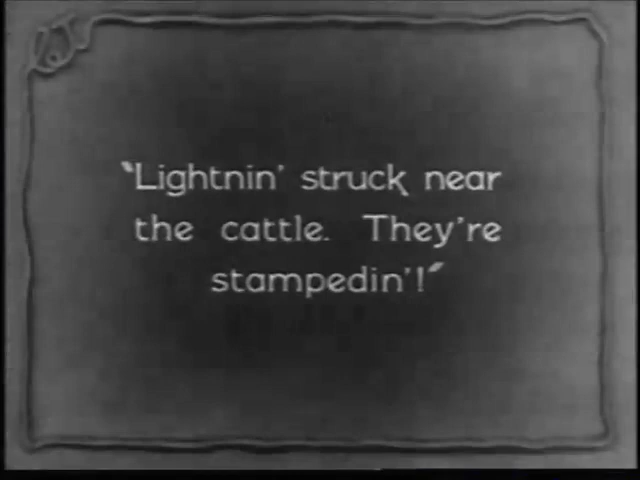 "Lightnin' struck near
the cattle. They're
stampedin'!"